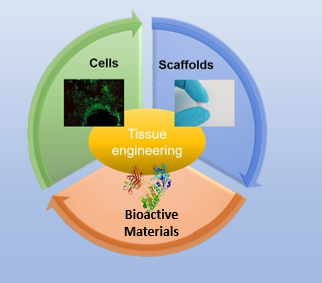 Cells
Scaffolds
Tissue
engineering
Bioactive
Materials